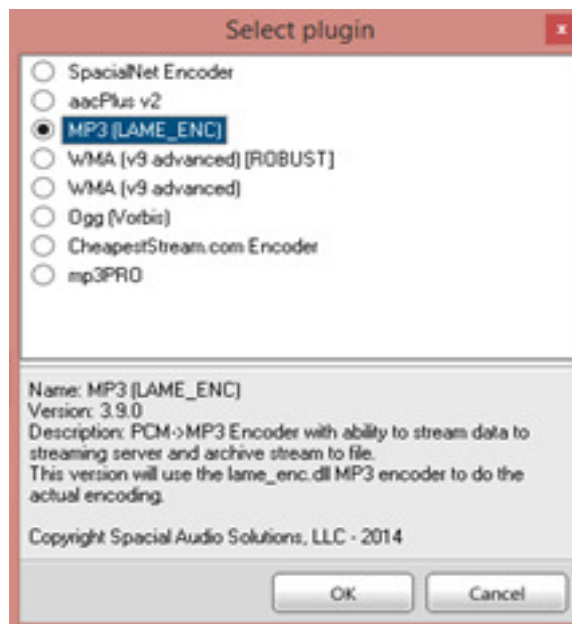 Select plugin
x
SpacialNet Encoder
aacPlus v2
MP3 (LAME_ENC)
WMA (v9 advanced) [ROBUST]
WMA (v9 advanced)
Ogg (Vorbis)
CheapestStream.com Encoder
mp3PRO
Name: MP3 (LAME_ENC)
Version: 3.9.0
Description: PCM->MP3 Encoder with ability to stream data to
streaming server and archive stream to file.
This version will use the lame_enc.dll MP3 encoder to do the
actual encoding.
Copyright Spacial Audio Solutions, LLC - 2014
OK
Cancel